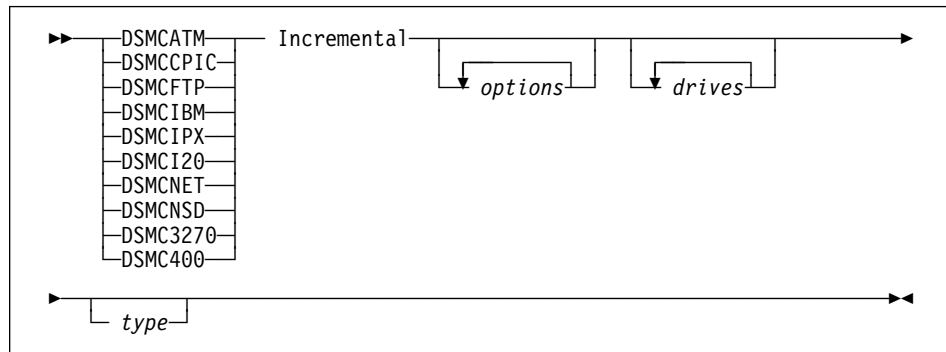 DSMCATM Incremental
DSMCCPIC
DSMCFTP options drives
DSMCIBM
DSMCIPX
DSMCI20
DSMCNET
DSMCNSD
DSMC3270
DSMC400
type